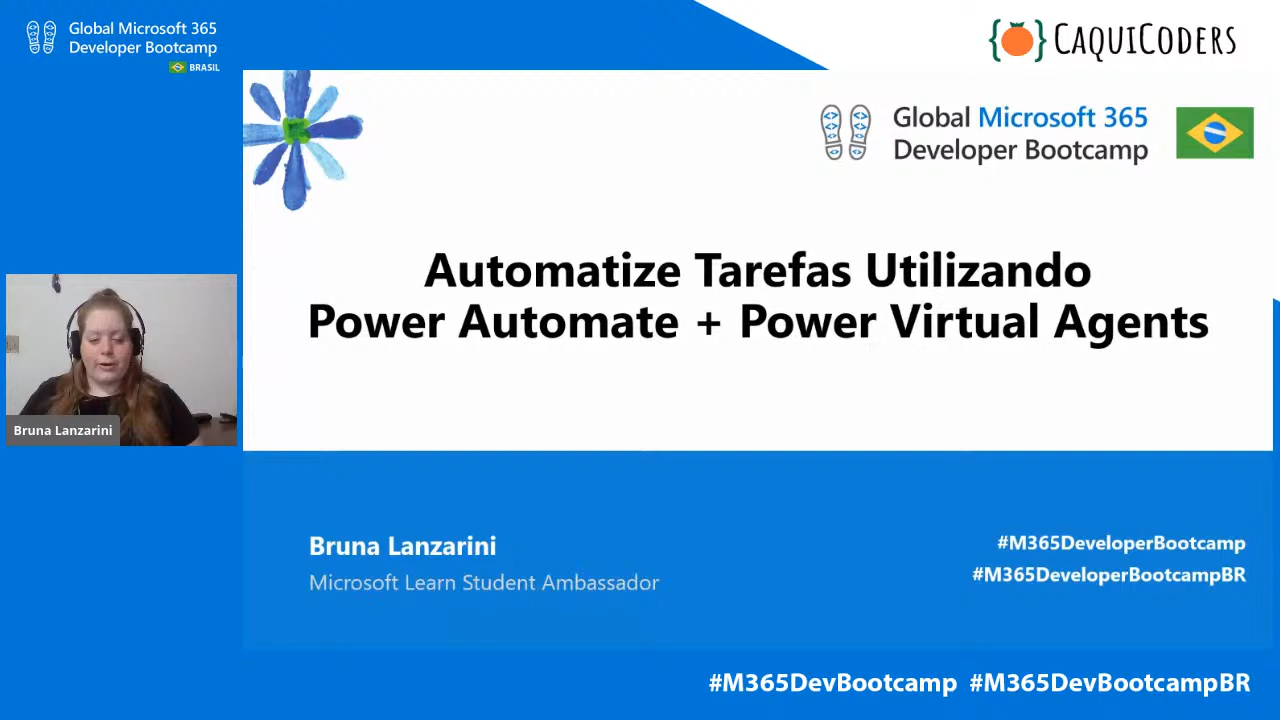 Global Microsoft 365
Developer Bootcamp
BRASIL
CAQUICODERS
Global Microsoft 365
Developer Bootcamp
Automatize Tarefas Utilizando
Power Automate + Power Virtual Agents
Bruna Lanzarini
Bruna Lanzarini
Microsoft Learn Student Ambassador
#M365DeveloperBootcamp
#M365DeveloperBootcampBR
#M365DevBootcamp #M365DevBootcampBR